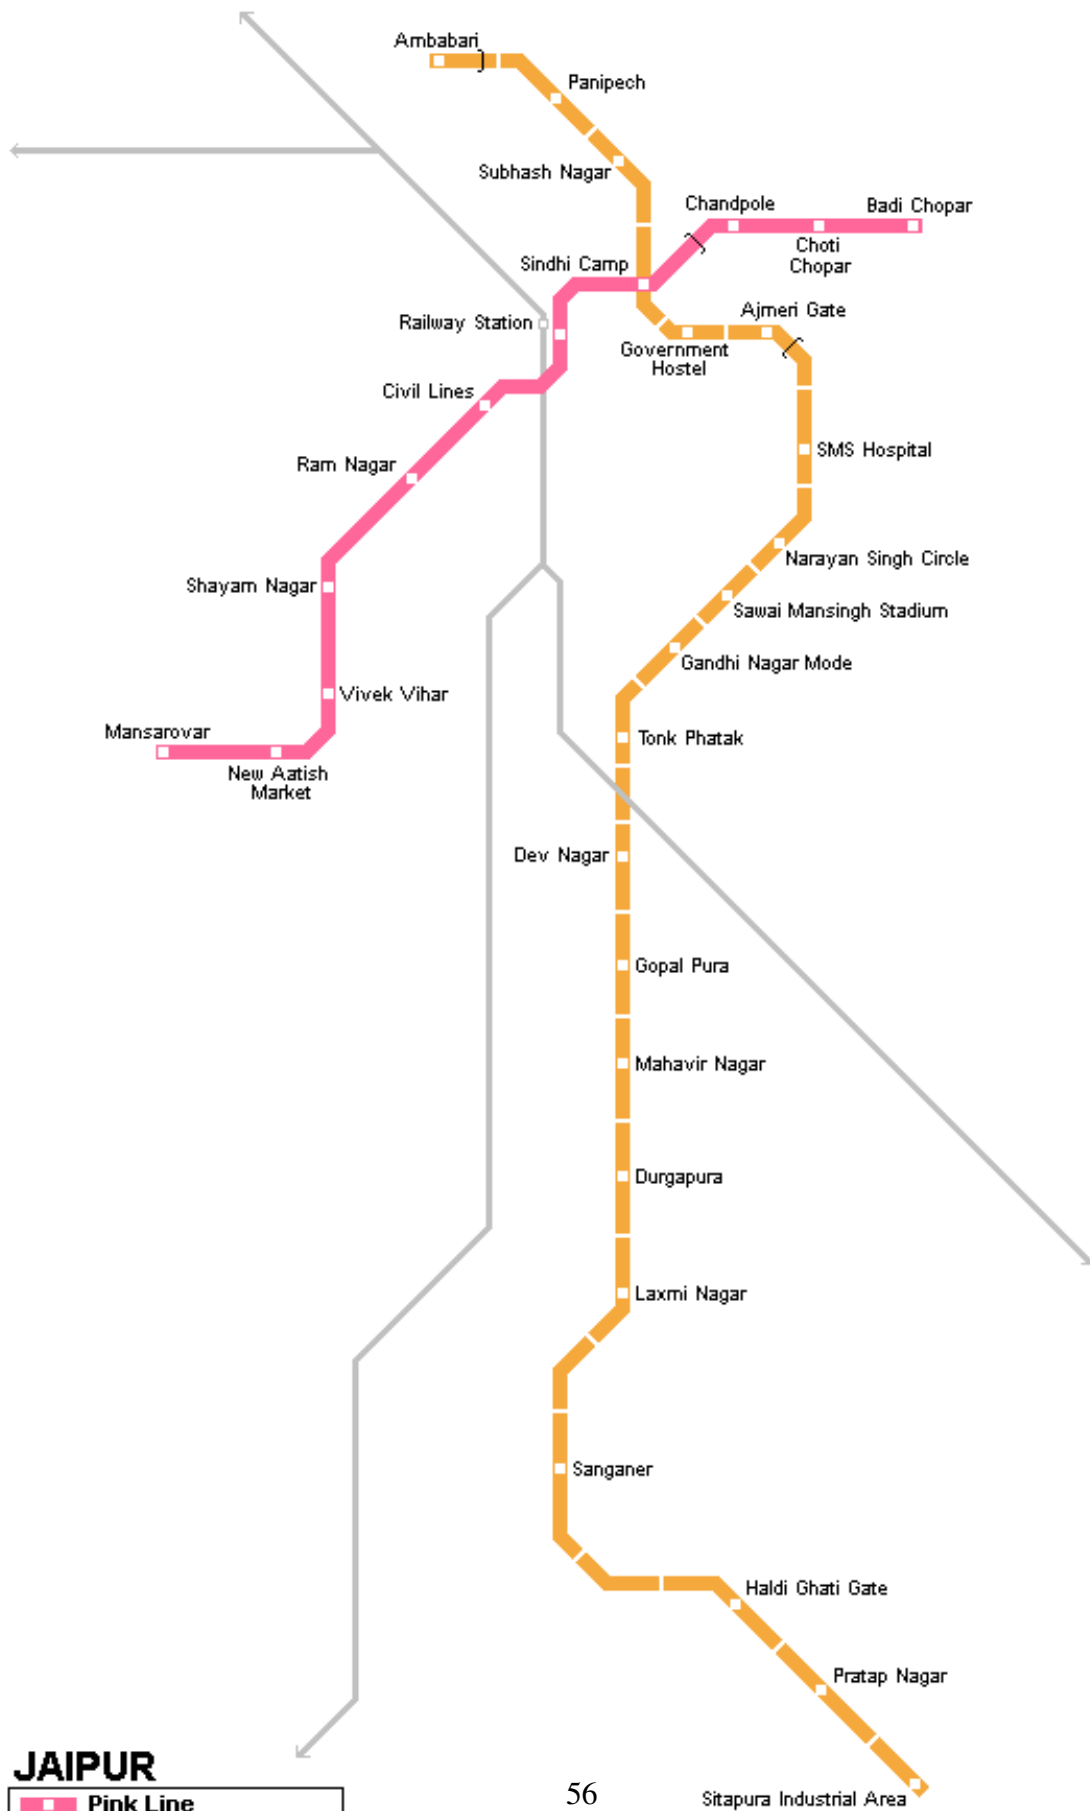 Ambabari
Panipech
Subhash Nagar
Chandpole
Badi Chopar
Choti
Chopar
Sindhi Camp
Railway Station
Ajmeri Gate
Government
Hostel
Civil Lines
SMS Hospital
Ram Nagar
Narayan Singh Circle
Shayam Nagar
Sawai Mansingh Stadium
Gandhi Nagar Mode
Vivek Vihar
Mansarovar
Tonk Phatak
New Aatish
Market
Dev Nagar
Gopal Pura
Mahavir Nagar
Durgapura
Laxmi Nagar
Sanganer
Haldi Ghati Gate
Pratap Nagar
JAIPUR
Pink Line
56
Sitapura Industrial Area